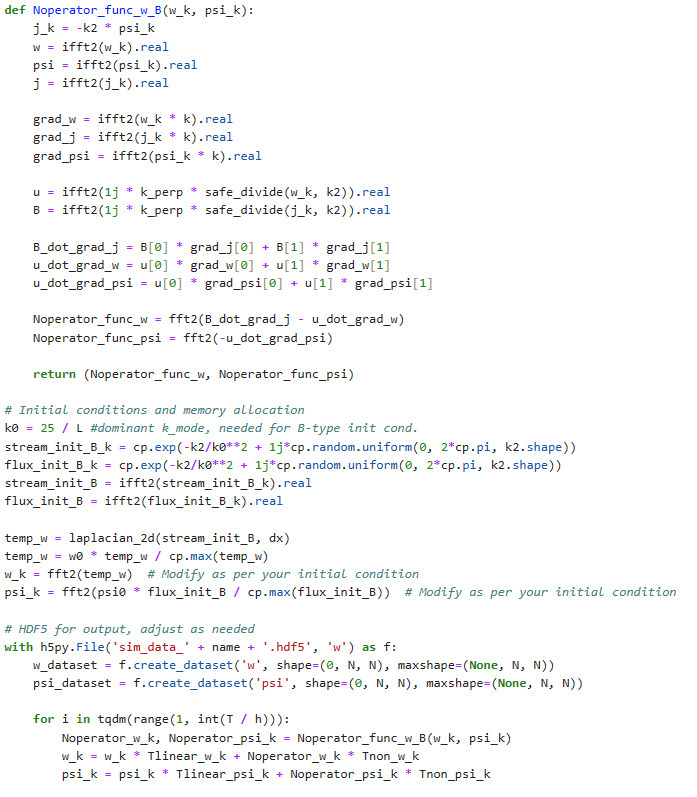 def Noperator_func_w_B(w_k, psi_k):
    j_k = -k2 * psi_k
    w = ifft2(w_k).real
    psi = ifft2(psi_k).real
    j = ifft2(j_k).real

    grad_w = ifft2(w_k * k).real
    grad_j = ifft2(j_k * k).real
    grad_psi = ifft2(psi_k * k).real

    u = ifft2(1j * k_perp * safe_divide(w_k, k2)).real
    B = ifft2(1j * k_perp * safe_divide(j_k, k2)).real

    B_dot_grad_j = B[0] * grad_j[0] + B[1] * grad_j[1]
    u_dot_grad_w = u[0] * grad_w[0] + u[1] * grad_w[1]
    u_dot_grad_psi = u[0] * grad_psi[0] + u[1] * grad_psi[1]

    Noperator_func_w = fft2(B_dot_grad_j - u_dot_grad_w)
    Noperator_func_psi = fft2(-u_dot_grad_psi)

    return (Noperator_func_w, Noperator_func_psi)

# Initial conditions and memory allocation
k0 = 25 / L #dominant k_mode, needed for B-type init cond.
stream_init_B_k = cp.exp(-k2/k0**2 + 1j*cp.random.uniform(0, 2*cp.pi, k2.shape))
flux_init_B_k = cp.exp(-k2/k0**2 + 1j*cp.random.uniform(0, 2*cp.pi, k2.shape))
stream_init_B = ifft2(stream_init_B_k).real
flux_init_B = ifft2(flux_init_B_k).real

temp_w = laplacian_2d(stream_init_B, dx)
temp_w = w0 * temp_w / cp.max(temp_w)
w_k = fft2(temp_w)  # Modify as per your initial condition
psi_k = fft2(psi0 * flux_init_B / cp.max(flux_init_B))  # Modify as per your initial condition

# HDF5 for output, adjust as needed
with h5py.File('sim_data_' + name + '.hdf5', 'w') as f:
    w_dataset = f.create_dataset('w', shape=(0, N, N), maxshape=(None, N, N))
    psi_dataset = f.create_dataset('psi', shape=(0, N, N), maxshape=(None, N, N))

    for i in tqdm(range(1, int(T / h))):
        Noperator_w_k, Noperator_psi_k = Noperator_func_w_B(w_k, psi_k)
        w_k = w_k * Tlinear_w_k + Noperator_w_k * Tnon_w_k
        psi_k = psi_k * Tlinear_psi_k + Noperator_psi_k * Tnon_psi_k